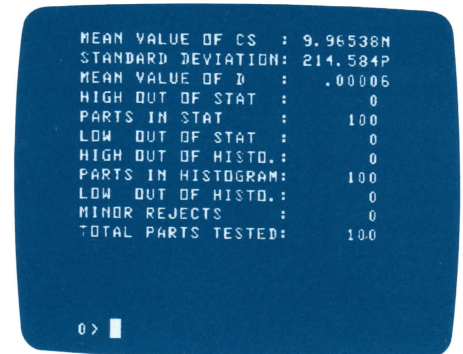 MEAN VALUE OF CS : 9.96538N
STANDARD DEVIATION: 214.584P
MEAN VALUE OF D : .00006
HIGH OUT OF STAT : 0
PARTS IN STAT : 100
LOW OUT OF STAT : 0
HIGH OUT OF HISTO.: 0
PARTS IN HISTOGRAM: 100
LOW OUT OF HISTO.: 0
MINOR REJECTS : 0
TOTAL PARTS TESTED: 100
0>